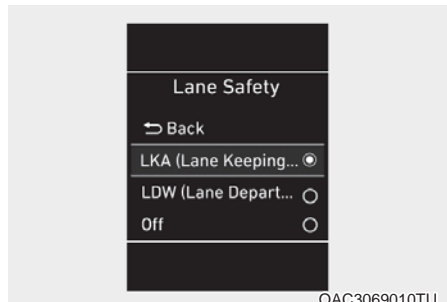 Lane Safety
Back
LKA (Lane Keeping...
LDW (Lane Depart...
Off
OAC3069010TU